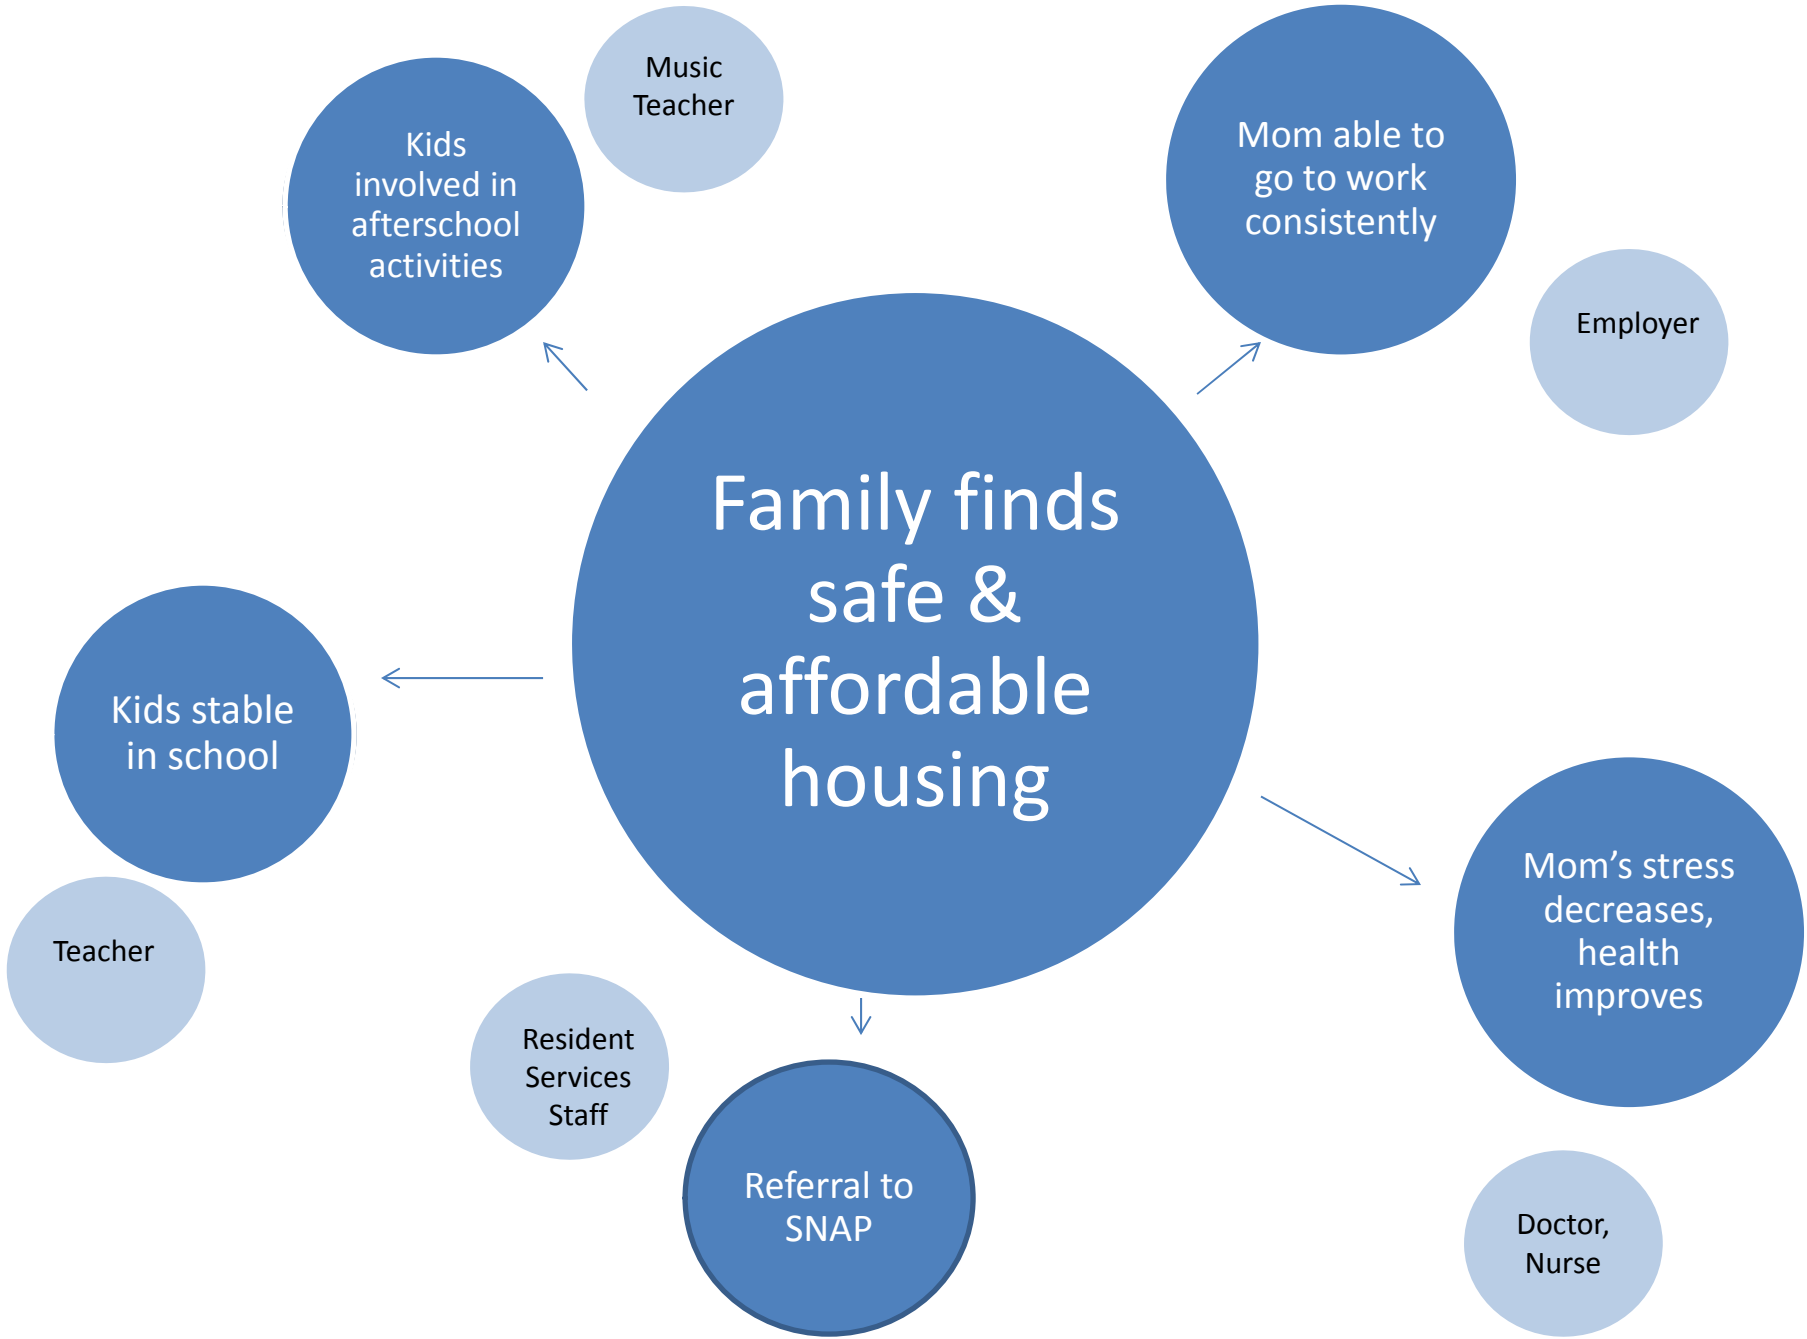 Music
Teacher
Kids
involved in
afterschool
activities
Mom able to
go to work
consistently
Employer
Family finds
safe &
affordable
housing
Kids stable
in school
Teacher
Mom’s stress
decreases,
health
improves
Resident
Services
Staff
Referral to
SNAP
Doctor,
Nurse